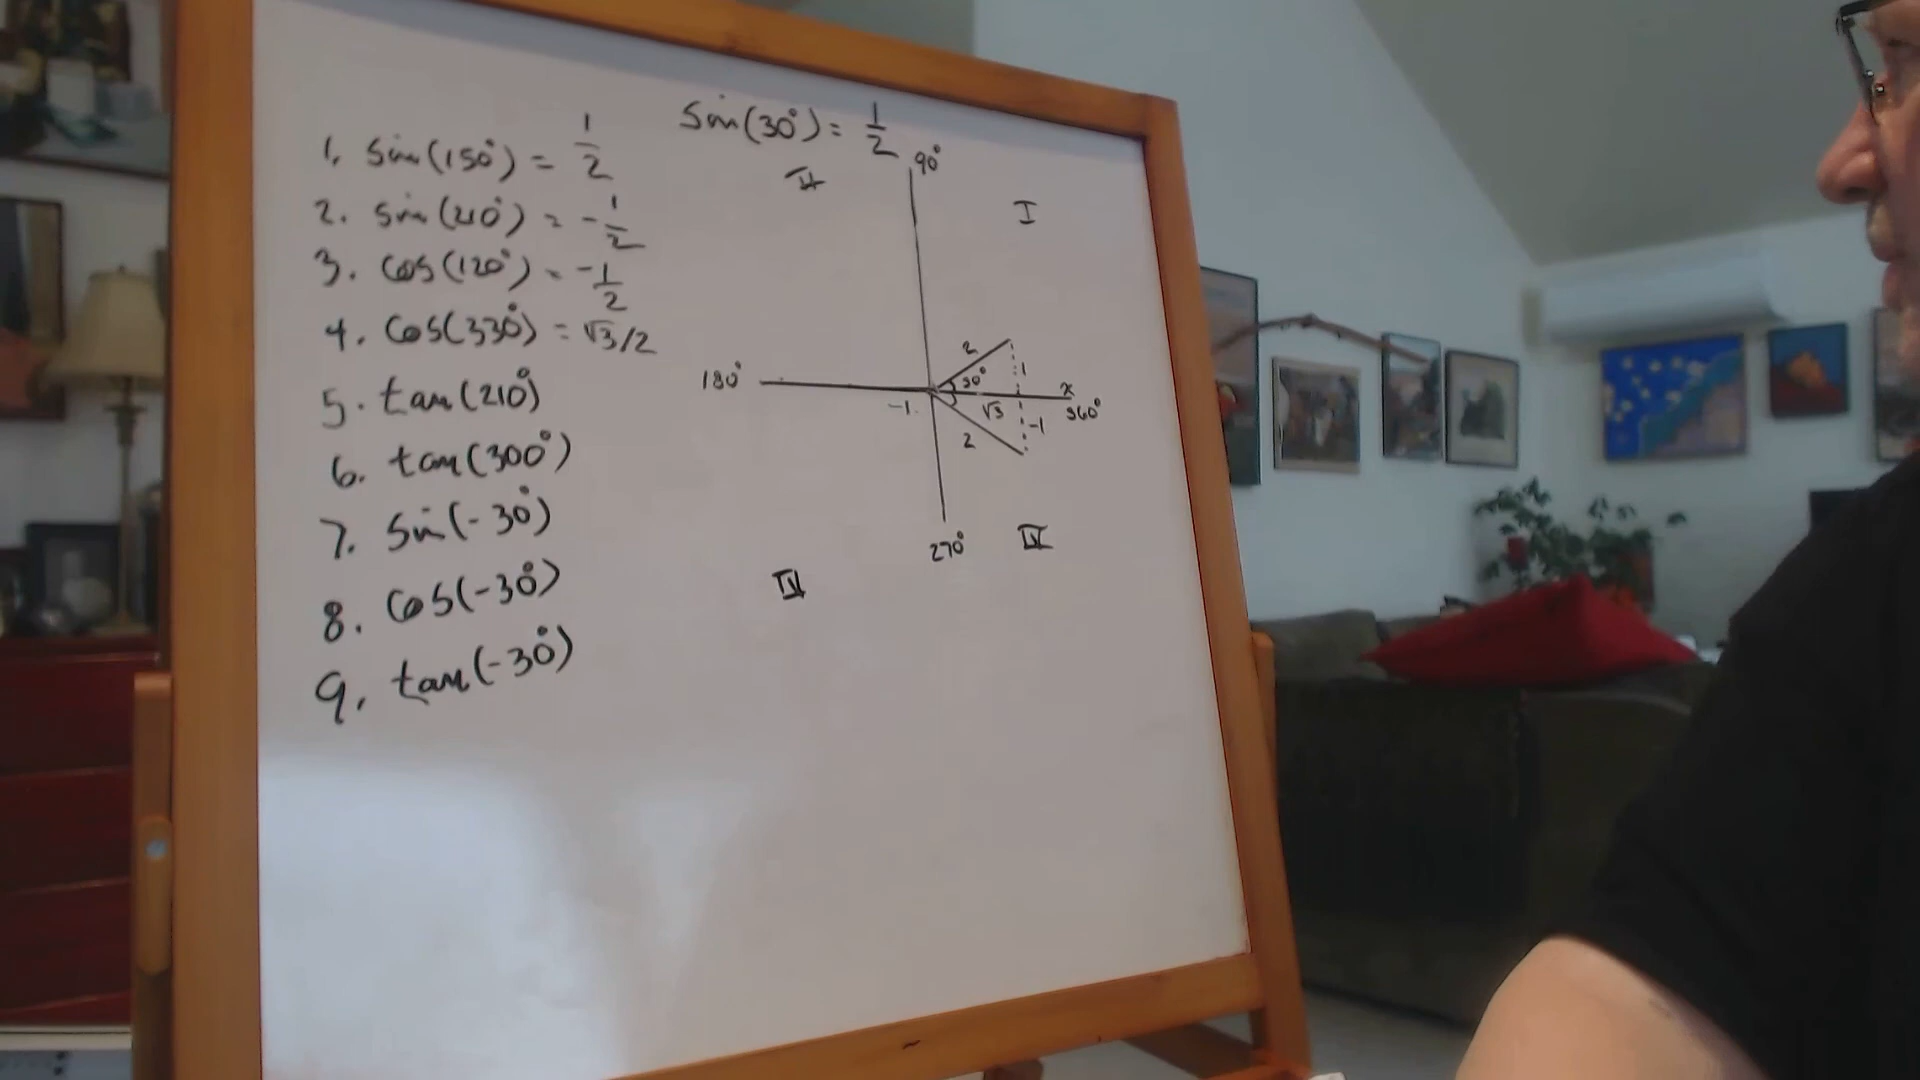 1. sin(150°) = 1/2
2. sin(210°) = -1/2
3. cos(120°) = -1/2
4. cos(330°) = √3/2
5. tan(210°)
6. tan(300°)
7. sin(-30°)
8. cos(-30°)
9. tan(-30°)
sin(30°) = 1/2
90°
II
I
2
1
30°
180°
x
360°
-1
√3
-1
2
270°
IV
IV